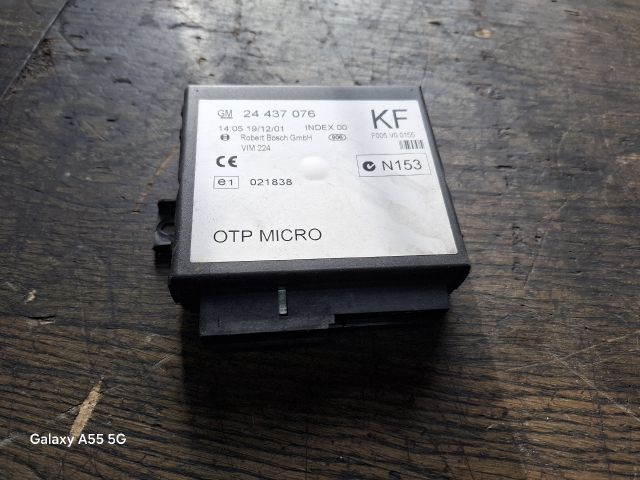 GM 24 437 076 KF
14:05 19/12/01 INDEX 00 F005 V0 0155
Robert Bosch GmbH
VIM 224
CE N153
e1 021838
OTP MICRO
Galaxy A55 5G